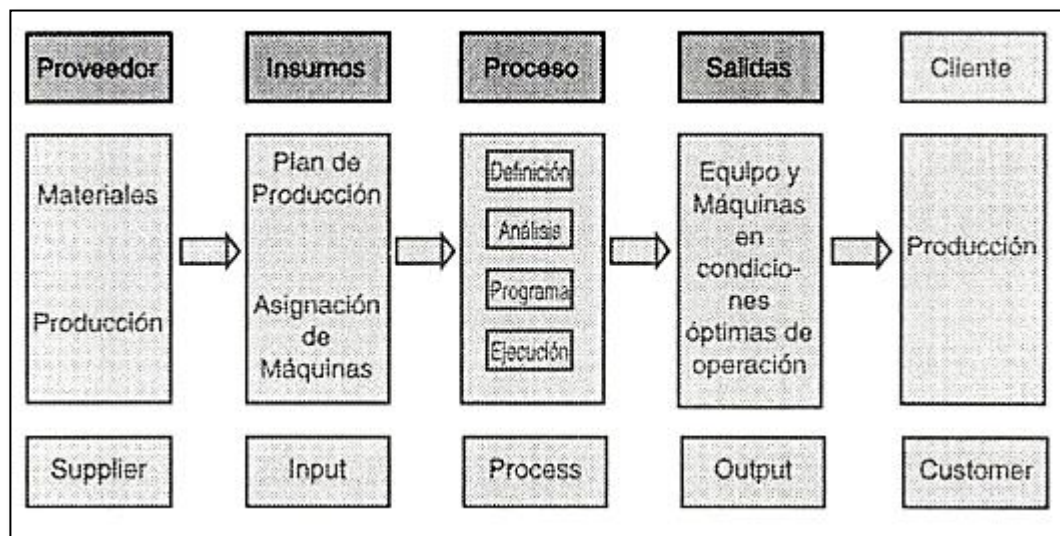 Proveedor
Insumos
Proceso
Salidas
Cliente
Materiales
Producción
Plan de
Producción
Asignación
de
Máquinas
Definición
Análisis
Programa
Ejecución
Equipo y
Máquinas
en
condicio-
nes
óptimas de
operación
Producción
Supplier
Input
Process
Output
Customer